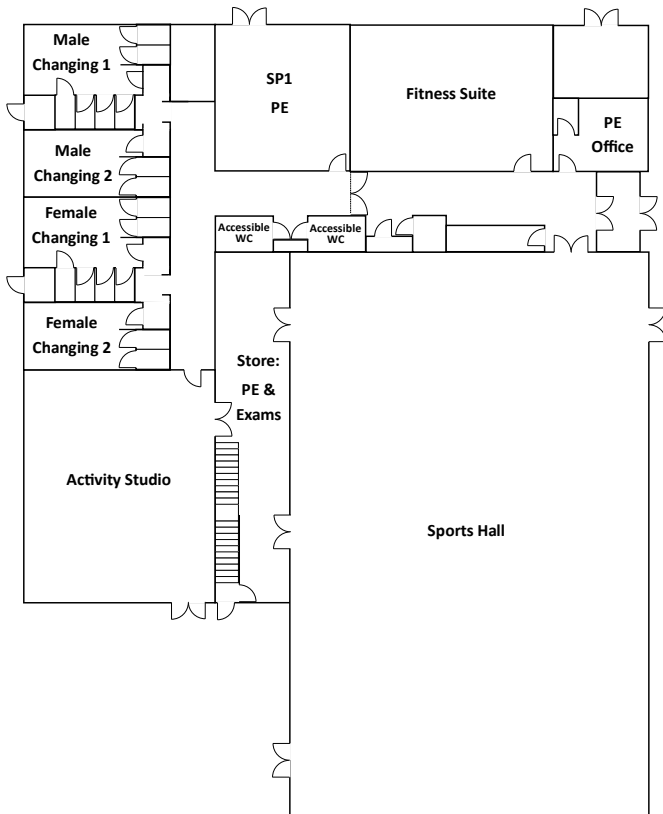 Male
Changing 1
SP1
PE
Fitness Suite
PE
Office
Male
Changing 2
Female
Changing 1
Accessible
WC
Accessible
WC
Female
Changing 2
Store:
PE &
Exams
Activity Studio
Sports Hall